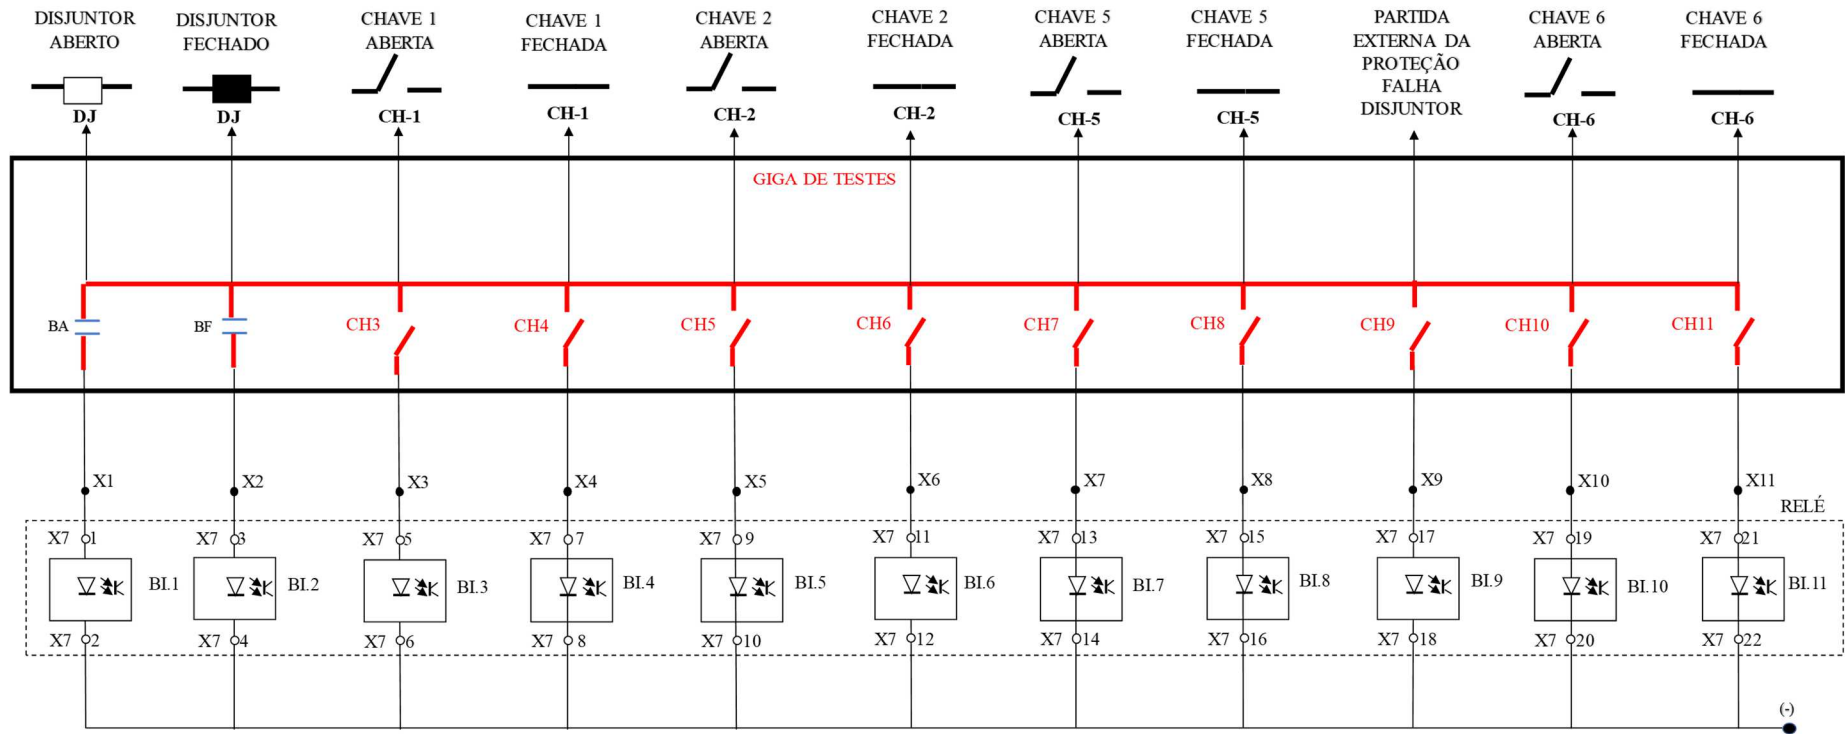 DISJUNTOR
ABERTO
DJ
DISJUNTOR
FECHADO
DJ
CHAVE 1
ABERTA
CH-1
CHAVE 1
FECHADA
CH-1
CHAVE 2
ABERTA
CH-2
CHAVE 2
FECHADA
CH-2
CHAVE 5
ABERTA
CH-5
CHAVE 5
FECHADA
CH-5
PARTIDA
EXTERNA DA
PROTEÇÃO
FALHA
DISJUNTOR
CHAVE 6
ABERTA
CH-6
CHAVE 6
FECHADA
CH-6
GIGA DE TESTES
BA
BF
CH3
CH4
CH5
CH6
CH7
CH8
CH9
CH10
CH11
X1
X2
X3
X4
X5
X6
X7
X8
X9
X10
X11
RELÉ
X7 1
X7 3
X7 5
X7 7
X7 9
X7 11
X7 13
X7 15
X7 17
X7 19
X7 21
BI.1
BI.2
BI.3
BI.4
BI.5
BI.6
BI.7
BI.8
BI.9
BI.10
BI.11
X7 2
X7 4
X7 6
X7 8
X7 10
X7 12
X7 14
X7 16
X7 18
X7 20
X7 22
(-)